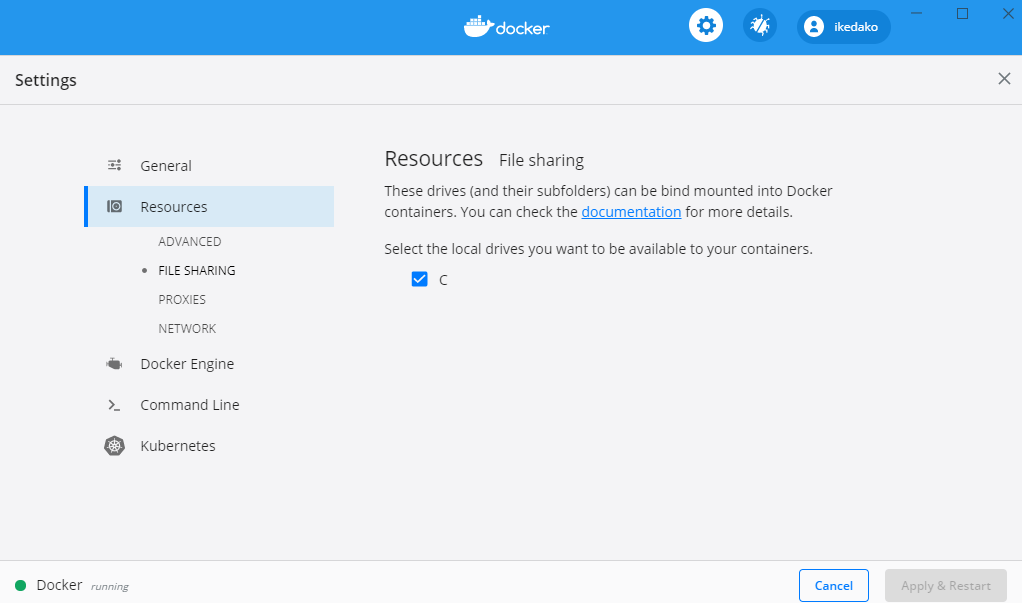 docker
ikedako
Settings
General
Resources
ADVANCED
FILE SHARING
PROXIES
NETWORK
Docker Engine
Command Line
Kubernetes
Resources File sharing
These drives (and their subfolders) can be bind mounted into Docker
containers. You can check the documentation for more details.
Select the local drives you want to be available to your containers.
C
Docker running
Cancel
Apply & Restart